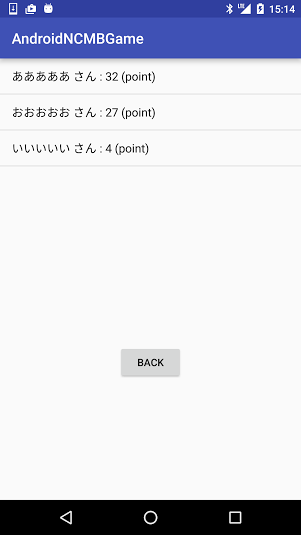 15:14
AndroidNCMBGame
あああああ さん : 32 (point)
おおおおお さん : 27 (point)
いいいいい さん : 4 (point)
BACK